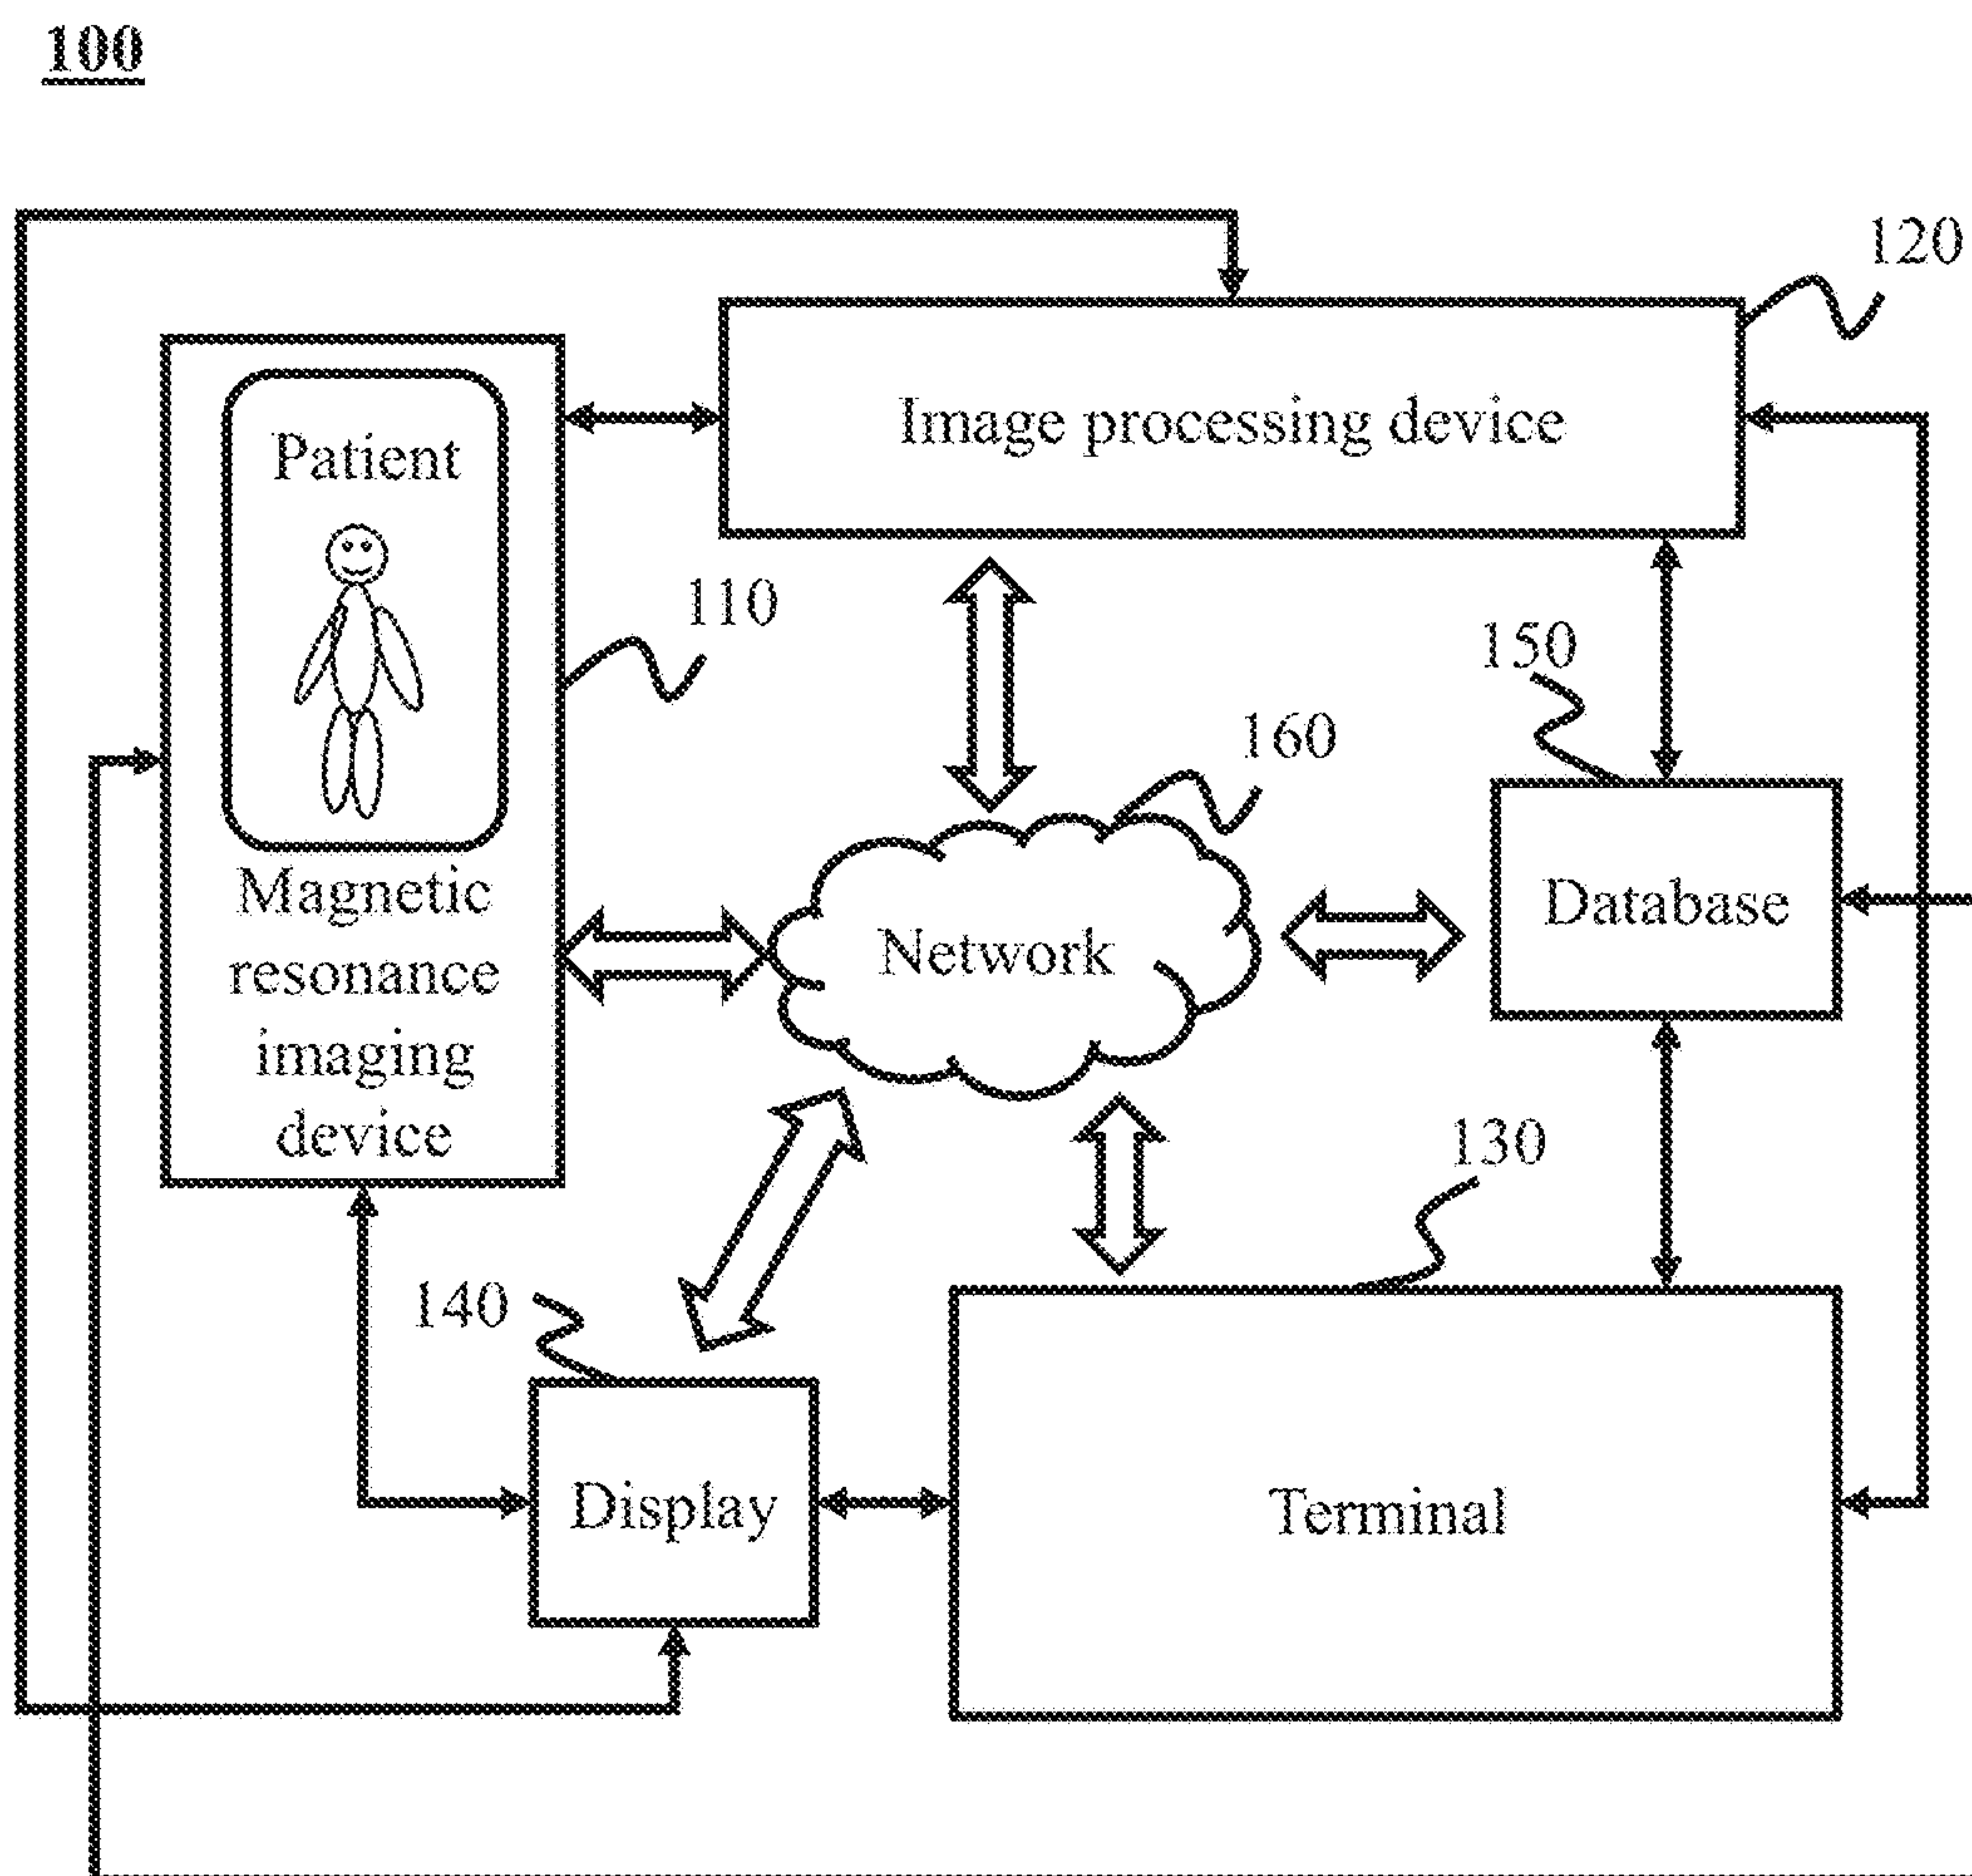 100
120
Image processing device
Patient
110
150
160
Magnetic
resonance
imaging
device
Network
Database
130
140
Display
Terminal